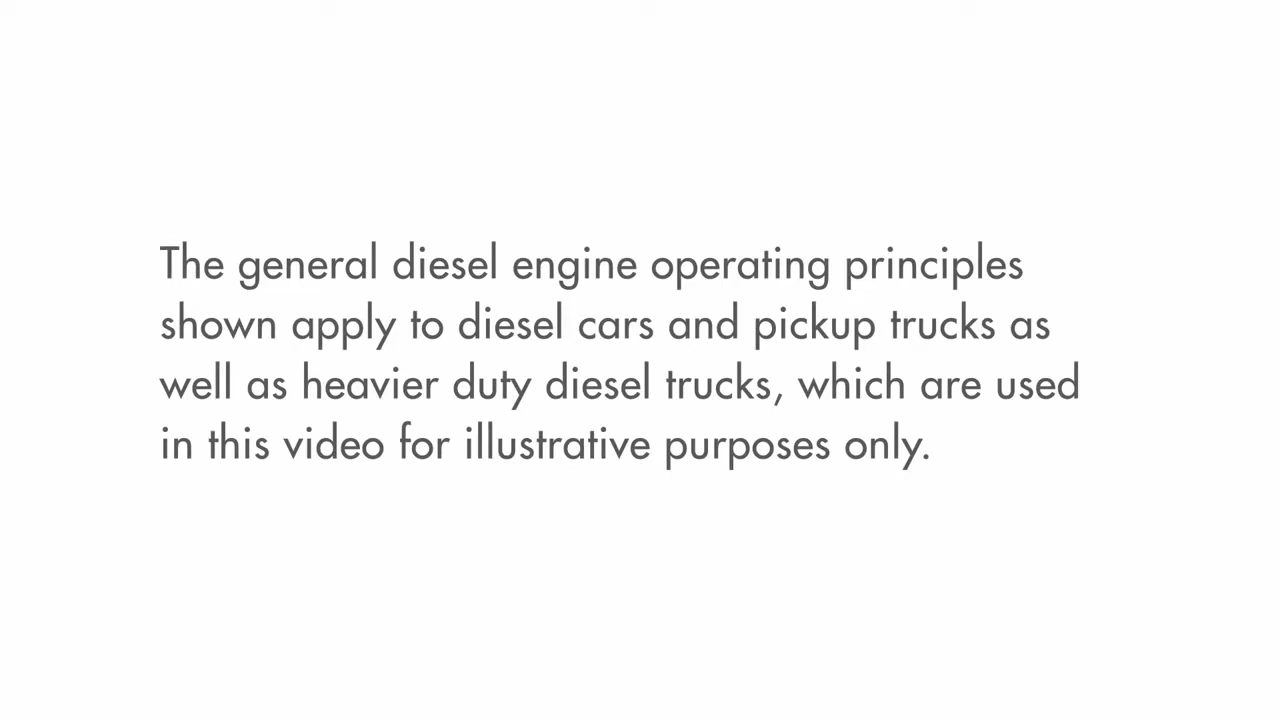 The general diesel engine operating principles
shown apply to diesel cars and pickup trucks as
well as heavier duty diesel trucks, which are used
in this video for illustrative purposes only.